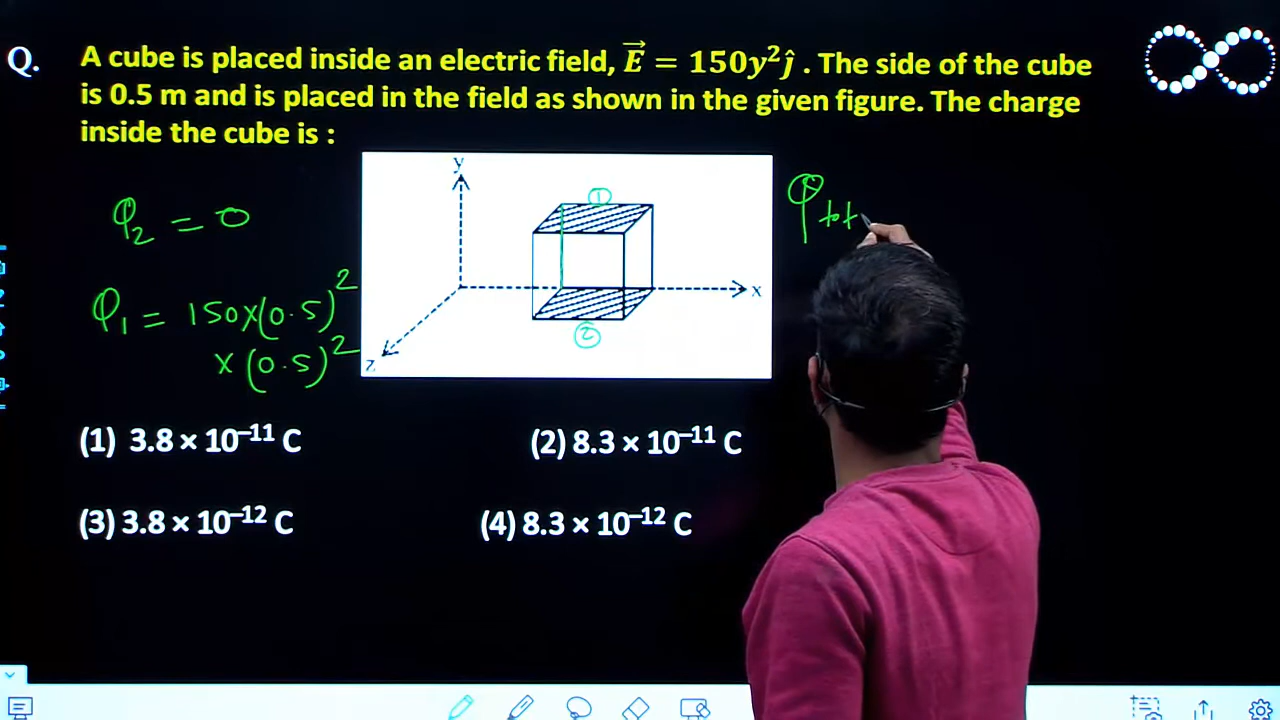 Q. A cube is placed inside an electric field, $\vec{E} = 150y^2\hat{j}$ . The side of the cube
is 0.5 m and is placed in the field as shown in the given figure. The charge
inside the cube is :
y
①
φ₂ = 0
φ_tot
φ₁ = 150×(0.5)²
×(0.5)²
x
②
z
(1) 3.8 × 10⁻¹¹ C
(2) 8.3 × 10⁻¹¹ C
(3) 3.8 × 10⁻¹² C
(4) 8.3 × 10⁻¹² C